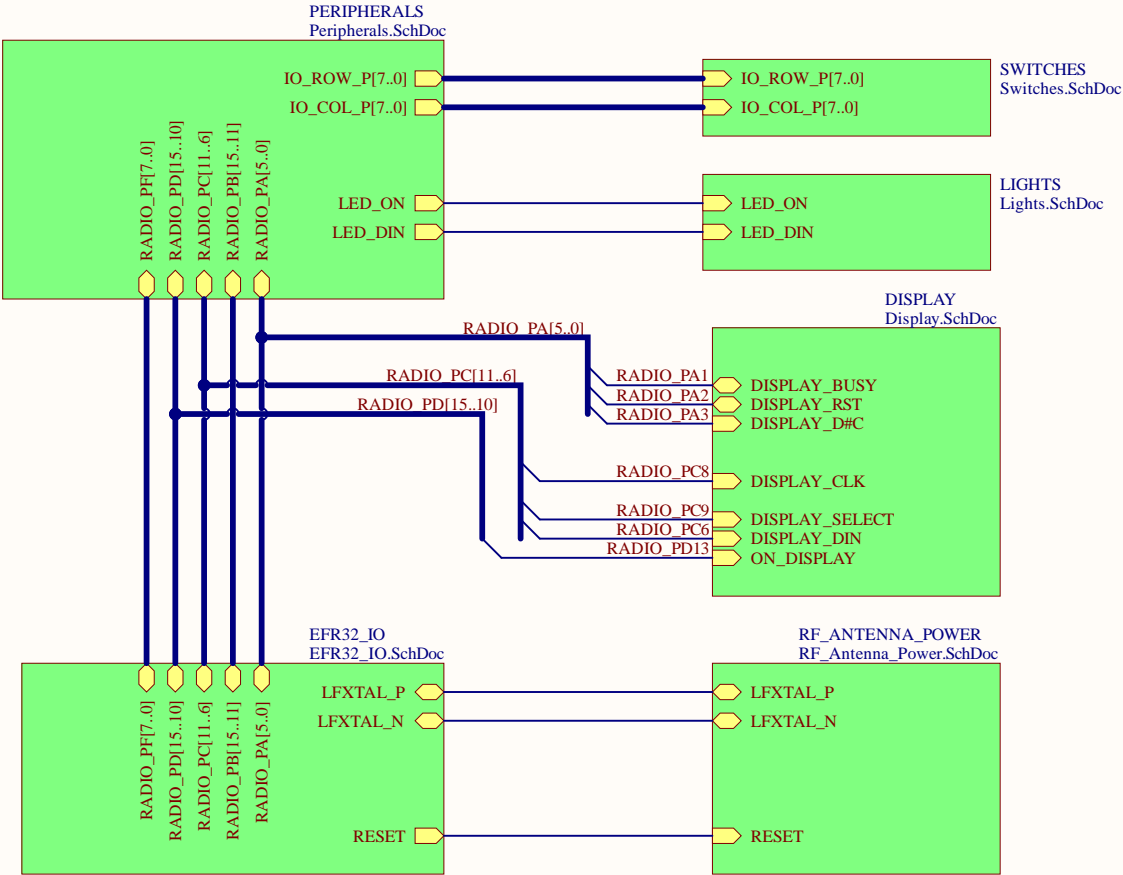 PERIPHERALS
Peripherals.SchDoc
IO_ROW_P[7..0]
IO_COL_P[7..0]
LED_ON
LED_DIN
RADIO_PF[7..0]
RADIO_PD[15..10]
RADIO_PC[11..6]
RADIO_PB[15..11]
RADIO_PA[5..0]
SWITCHES
Switches.SchDoc
IO_ROW_P[7..0]
IO_COL_P[7..0]
LIGHTS
Lights.SchDoc
LED_ON
LED_DIN
RADIO_PA[5..0]
RADIO_PC[11..6]
RADIO_PD[15..10]
DISPLAY
Display.SchDoc
RADIO_PA1
DISPLAY_BUSY
RADIO_PA2
DISPLAY_RST
RADIO_PA3
DISPLAY_D#C
RADIO_PC8
DISPLAY_CLK
RADIO_PC9
DISPLAY_SELECT
RADIO_PC6
DISPLAY_DIN
RADIO_PD13
ON_DISPLAY
EFR32_IO
EFR32_IO.SchDoc
LFXTAL_P
LFXTAL_N
RESET
RADIO_PF[7..0]
RADIO_PD[15..10]
RADIO_PC[11..6]
RADIO_PB[15..11]
RADIO_PA[5..0]
RF_ANTENNA_POWER
RF_Antenna_Power.SchDoc
LFXTAL_P
LFXTAL_N
RESET